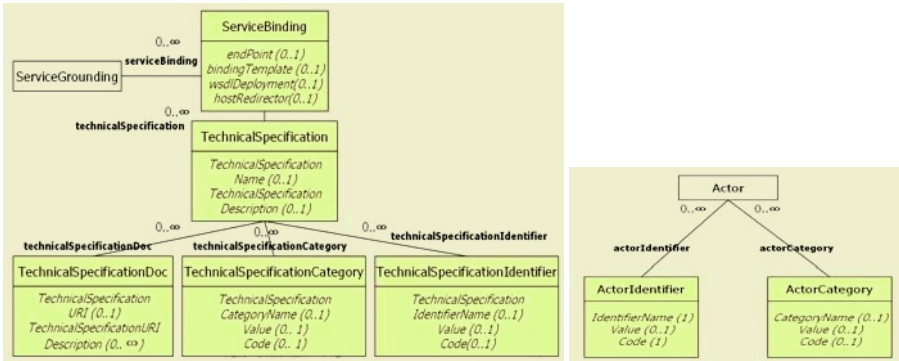 ServiceBinding
endPoint (0..1)
bindingTemplate (0..1)
wsdlDeployment(0..1)
hostRedirector(0..1)
0..∞
serviceBinding
ServiceGrounding
0..∞
technicalSpecification
TechnicalSpecification
TechnicalSpecification
Name (0..1)
TechnicalSpecification
Description (0..1)
0..∞
0..∞
0..∞
technicalSpecificationDoc
technicalSpecificationCategory
technicalSpecificationIdentifier
TechnicalSpecificationDoc
TechnicalSpecification
URI (0..1)
TechnicalSpecificationURI
Description (0.. ∞)
TechnicalSpecificationCategory
TechnicalSpecification
CategoryName (0..1)
Value (0.. 1)
Code (0.. 1)
TechnicalSpecificationIdentifier
TechnicalSpecification
IdentifierName (0..1)
Value (0..1)
Code(0..1)
Actor
0..∞
0..∞
actorIdentifier
actorCategory
ActorIdentifier
IdentifierName (1)
Value (0..1)
Code (1)
ActorCategory
CategoryName (0..1)
Value (0..1)
Code (0..1)